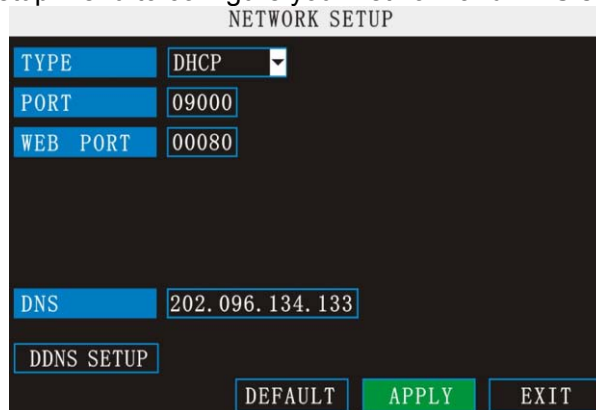 NETWORK SETUP
TYPE DHCP
PORT 09000
WEB PORT 00080
DNS 202.096.134.133
DDNS SETUP
DEFAULT APPLY EXIT